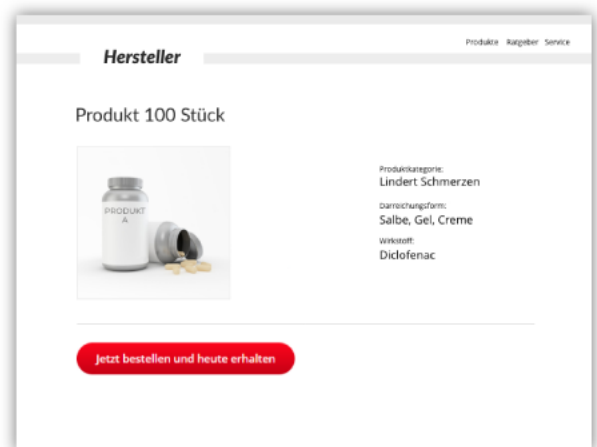 Produkte Ratgeber Service
Hersteller
Produkt 100 Stück
PRODUKT
A
Produktkategorie:
Lindert Schmerzen
Darreichungsform:
Salbe, Gel, Creme
Wirkstoff:
Diclofenac
Jetzt bestellen und heute erhalten